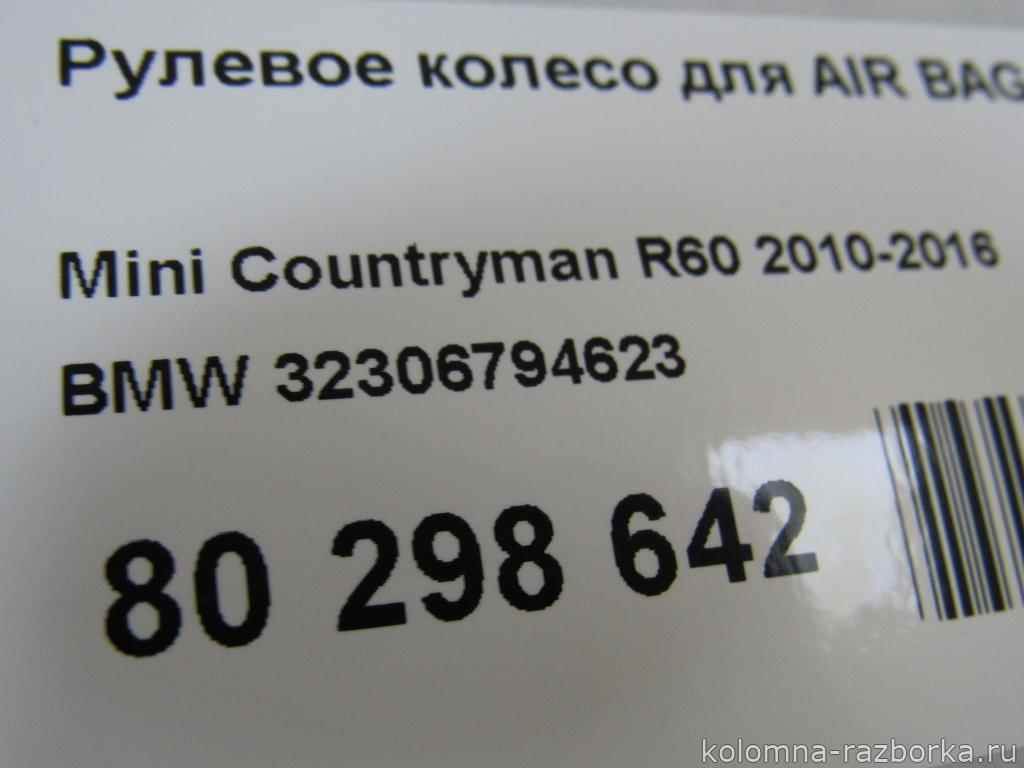 Рулевое колесо для AIR BAG
Mini Countryman R60 2010-2016
BMW 32306794623
80 298 642
kolomna-razborka.ru